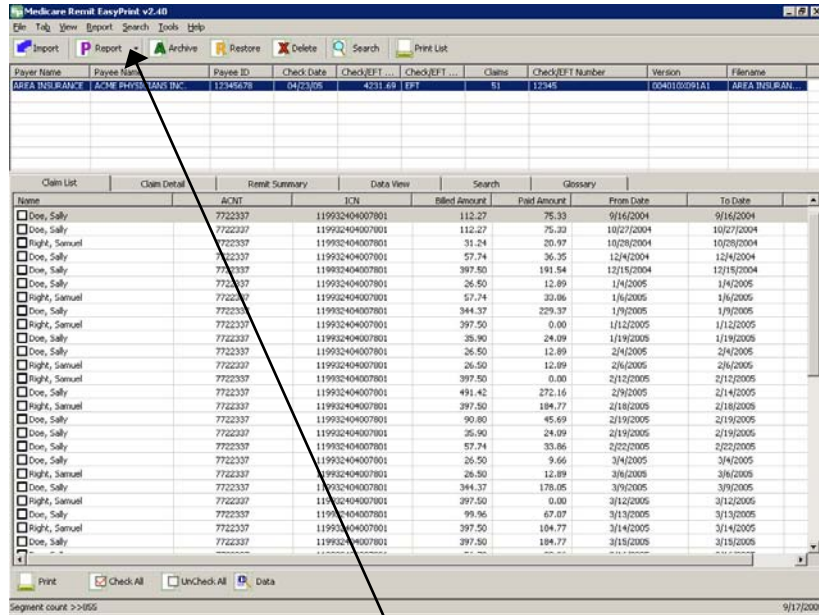 Medicare Remit EasyPrint v2.40
File Tab View Report Search Tools Help
Import Report Archive Restore Delete Search Print List
Payer Name Payee Name Payee ID Check Date Check/EFT ... Check/EFT ... Claims Check/EFT Number Version Filename
AREA INSURANCE ACME PHYSICIANS INC. 12345678 04/23/05 4231.69 EFT 51 12345 004010X091A1 AREA INSURAN...
Claim List Claim Detail Remit Summary Data View Search Glossary
Name ACNT ICN Billed Amount Paid Amount From Date To Date
Doe, Sally 7722337 119932404007801 112.27 75.33 9/16/2004 9/16/2004
Doe, Sally 7722337 119932404007801 112.27 75.33 10/27/2004 10/27/2004
Right, Samuel 7722337 119932404007801 31.24 20.97 10/28/2004 10/28/2004
Doe, Sally 7722337 119932404007801 57.74 36.35 12/4/2004 12/4/2004
Doe, Sally 7722337 119932404007801 397.50 191.54 12/15/2004 12/15/2004
Doe, Sally 7722337 119932404007801 26.50 12.89 1/4/2005 1/4/2005
Right, Samuel 7722337 119932404007801 57.74 33.86 1/6/2005 1/6/2005
Doe, Sally 7722337 119932404007801 344.37 229.37 1/9/2005 1/9/2005
Right, Samuel 7722337 119932404007801 397.50 0.00 1/12/2005 1/12/2005
Doe, Sally 7722337 119932404007801 35.90 24.09 1/19/2005 1/19/2005
Doe, Sally 7722337 119932404007801 26.50 12.89 2/4/2005 2/4/2005
Right, Samuel 7722337 119932404007801 26.50 12.89 2/6/2005 2/6/2005
Right, Samuel 7722337 119932404007801 397.50 0.00 2/12/2005 2/12/2005
Doe, Sally 7722337 119932404007801 491.42 272.16 2/9/2005 2/14/2005
Right, Samuel 7722337 119932404007801 397.50 184.77 2/18/2005 2/18/2005
Doe, Sally 7722337 119932404007801 90.80 45.69 2/19/2005 2/19/2005
Doe, Sally 7722337 119932404007801 35.90 24.09 2/19/2005 2/19/2005
Doe, Sally 7722337 119932404007801 57.74 33.86 2/22/2005 2/22/2005
Doe, Sally 7722337 119932404007801 26.50 9.66 3/4/2005 3/4/2005
Right, Samuel 7722337 119932404007801 26.50 12.89 3/6/2005 3/6/2005
Doe, Sally 7722337 119932404007801 344.37 178.05 3/9/2005 3/9/2005
Right, Samuel 7722337 119932404007801 397.50 0.00 3/12/2005 3/12/2005
Doe, Sally 7722337 119932404007801 99.96 67.07 3/13/2005 3/13/2005
Right, Samuel 7722337 119932404007801 397.50 184.77 3/14/2005 3/14/2005
Doe, Sally 7722337 119932404007801 397.50 184.77 3/15/2005 3/15/2005
Print Check All UnCheck All Data
Segment count >>855 9/17/200